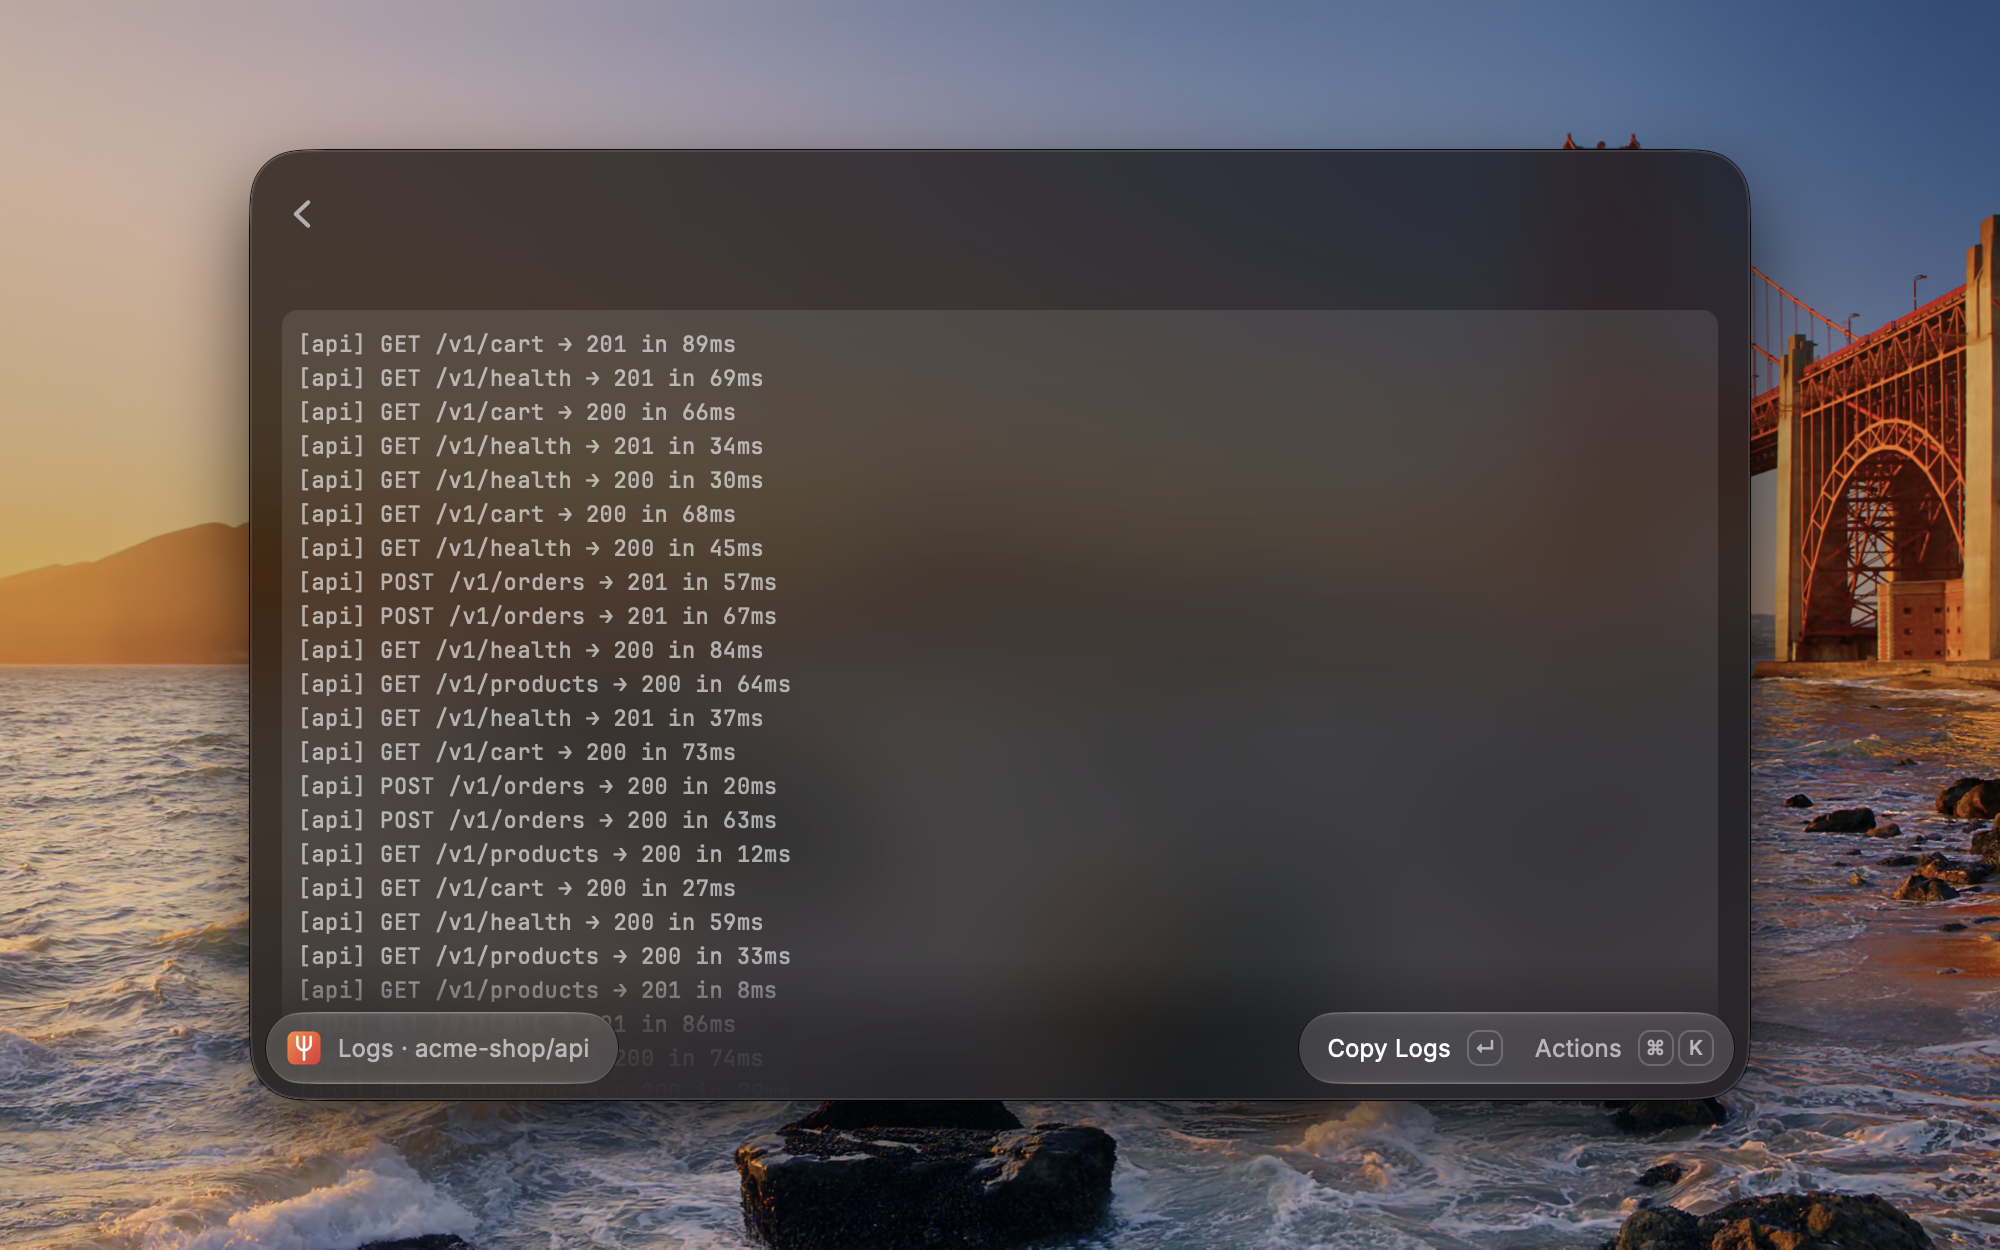 [api] GET /v1/cart → 201 in 89ms
[api] GET /v1/health → 201 in 69ms
[api] GET /v1/cart → 200 in 66ms
[api] GET /v1/health → 201 in 34ms
[api] GET /v1/health → 200 in 30ms
[api] GET /v1/cart → 200 in 68ms
[api] GET /v1/health → 200 in 45ms
[api] POST /v1/orders → 201 in 57ms
[api] POST /v1/orders → 201 in 67ms
[api] GET /v1/health → 200 in 84ms
[api] GET /v1/products → 200 in 64ms
[api] GET /v1/health → 201 in 37ms
[api] GET /v1/cart → 200 in 73ms
[api] POST /v1/orders → 200 in 20ms
[api] POST /v1/orders → 200 in 63ms
[api] GET /v1/products → 200 in 12ms
[api] GET /v1/cart → 200 in 27ms
[api] GET /v1/health → 200 in 59ms
[api] GET /v1/products → 200 in 33ms
[api] GET /v1/products → 201 in 8ms
in 86ms
200 in 74ms
Logs · acme-shop/api
Copy Logs ↵ Actions ⌘ K